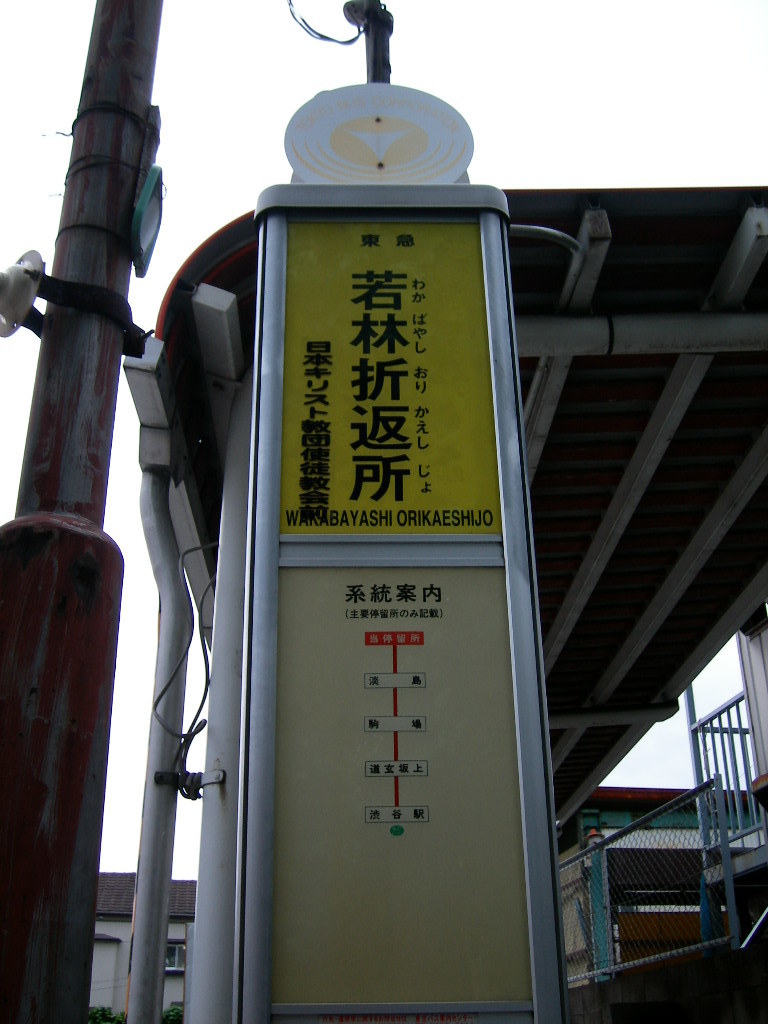 TOKYU BUS CORPORATION
東急
若林折返所
わか ばやし おり かえし じょ
日本キリスト教団使徒教会前
WAKABAYASHI ORIKAESHIJO
系統案内
(主要停留所のみ記載)
当停留所
淡島
駒場
道玄坂上
渋谷駅